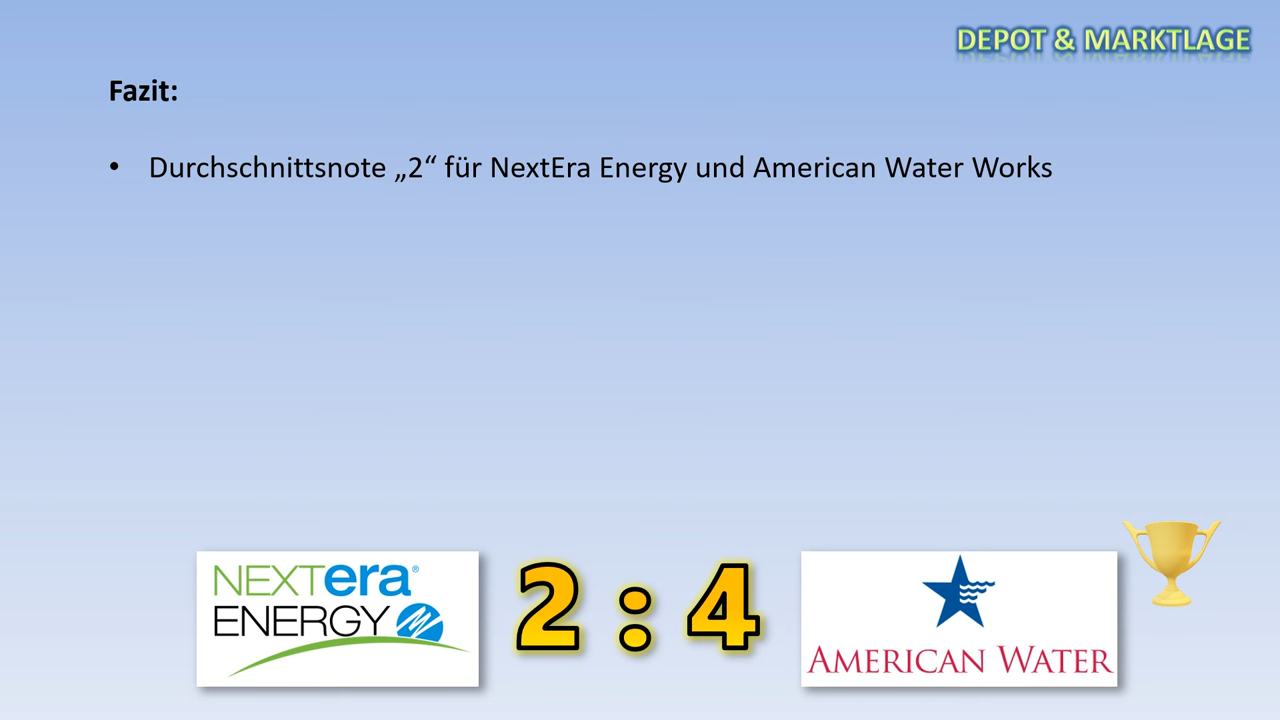 DEPOT & MARKTLAGE
Fazit:
• Durchschnittsnote „2“ für NextEra Energy und American Water Works
NEXTera®
ENERGY
2 : 4
AMERICAN WATER